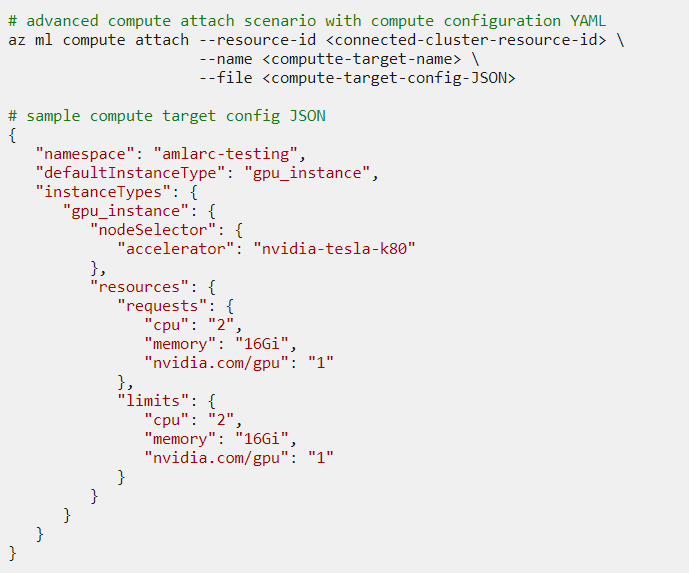 # advanced compute attach scenario with compute configuration YAML
az ml compute attach --resource-id <connected-cluster-resource-id> \
--name <computte-target-name> \
--file <compute-target-config-JSON>
# sample compute target config JSON
{
"namespace": "amlarc-testing",
"defaultInstanceType": "gpu_instance",
"instanceTypes": {
"gpu_instance": {
"nodeSelector": {
"accelerator": "nvidia-tesla-k80"
},
"resources": {
"requests": {
"cpu": "2",
"memory": "16Gi",
"nvidia.com/gpu": "1"
},
"limits": {
"cpu": "2",
"memory": "16Gi",
"nvidia.com/gpu": "1"
}
}
}
}
}